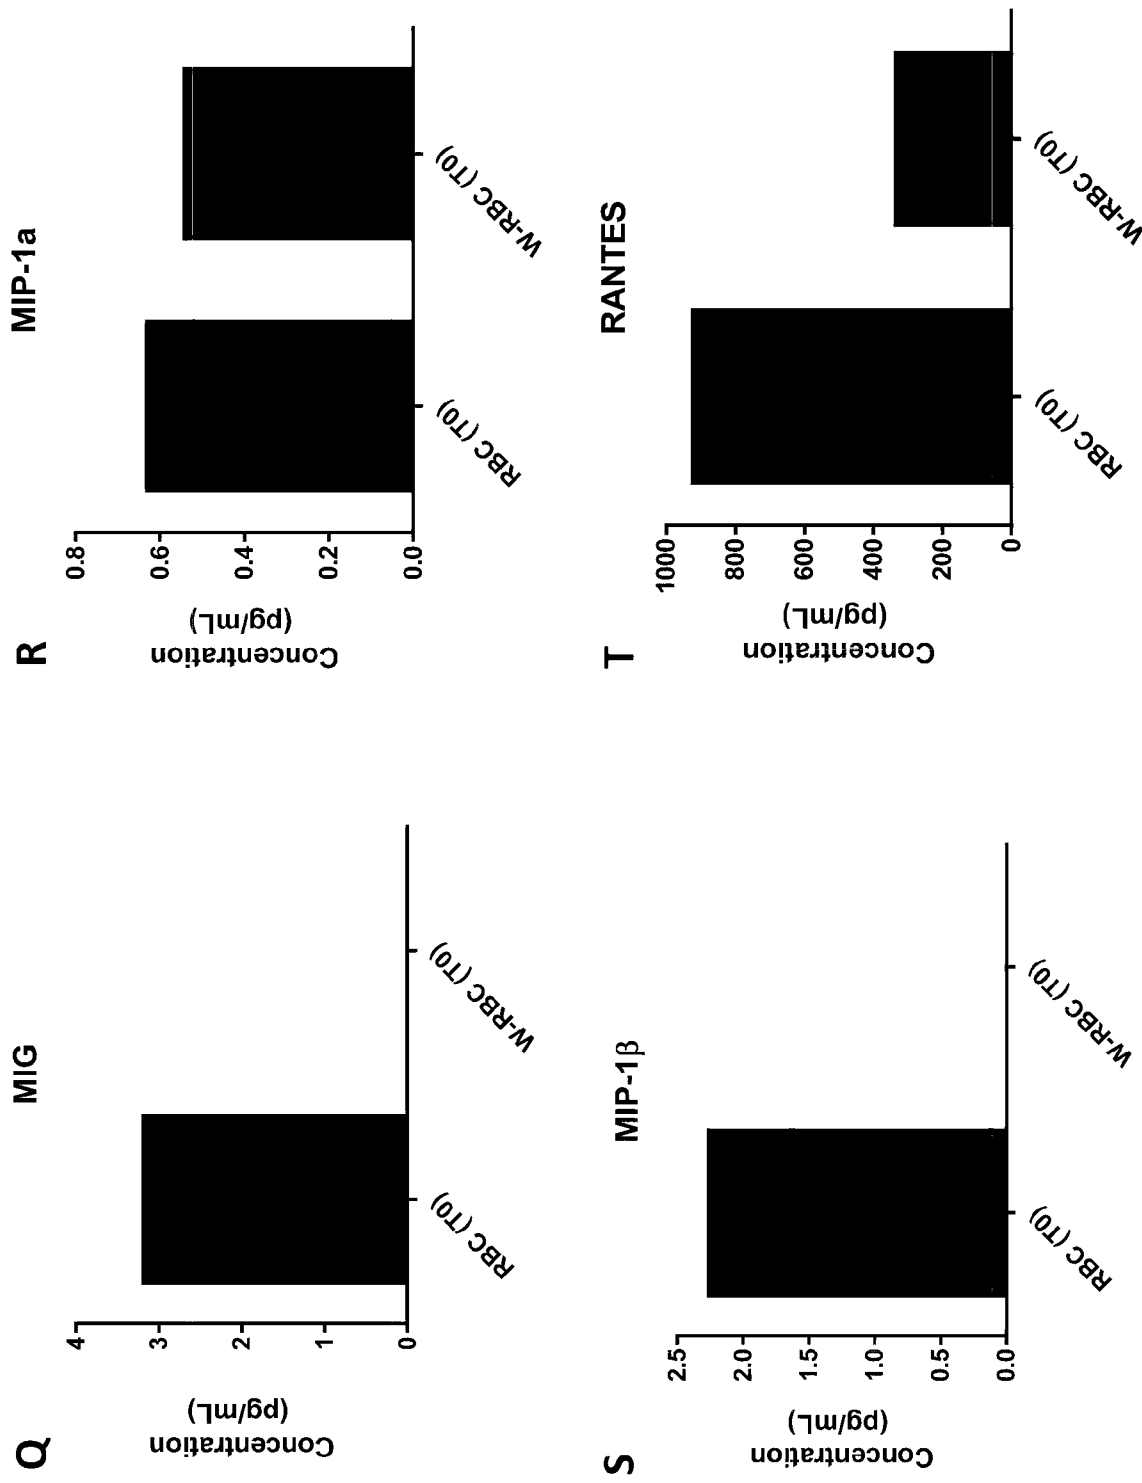 Q
MIG
Concentration
(pg/mL)
4
3
2
1
0
RBC (T0)
W-RBC (T0)
R
MIP-1a
Concentration
(pg/mL)
0.8
0.6
0.4
0.2
0.0
RBC (T0)
W-RBC (T0)
S
MIP-1β
Concentration
(pg/mL)
2.5
2.0
1.5
1.0
0.5
0.0
RBC (T0)
W-RBC (T0)
T
RANTES
Concentration
(pg/mL)
1000
800
600
400
200
0
RBC (T0)
W-RBC (T0)